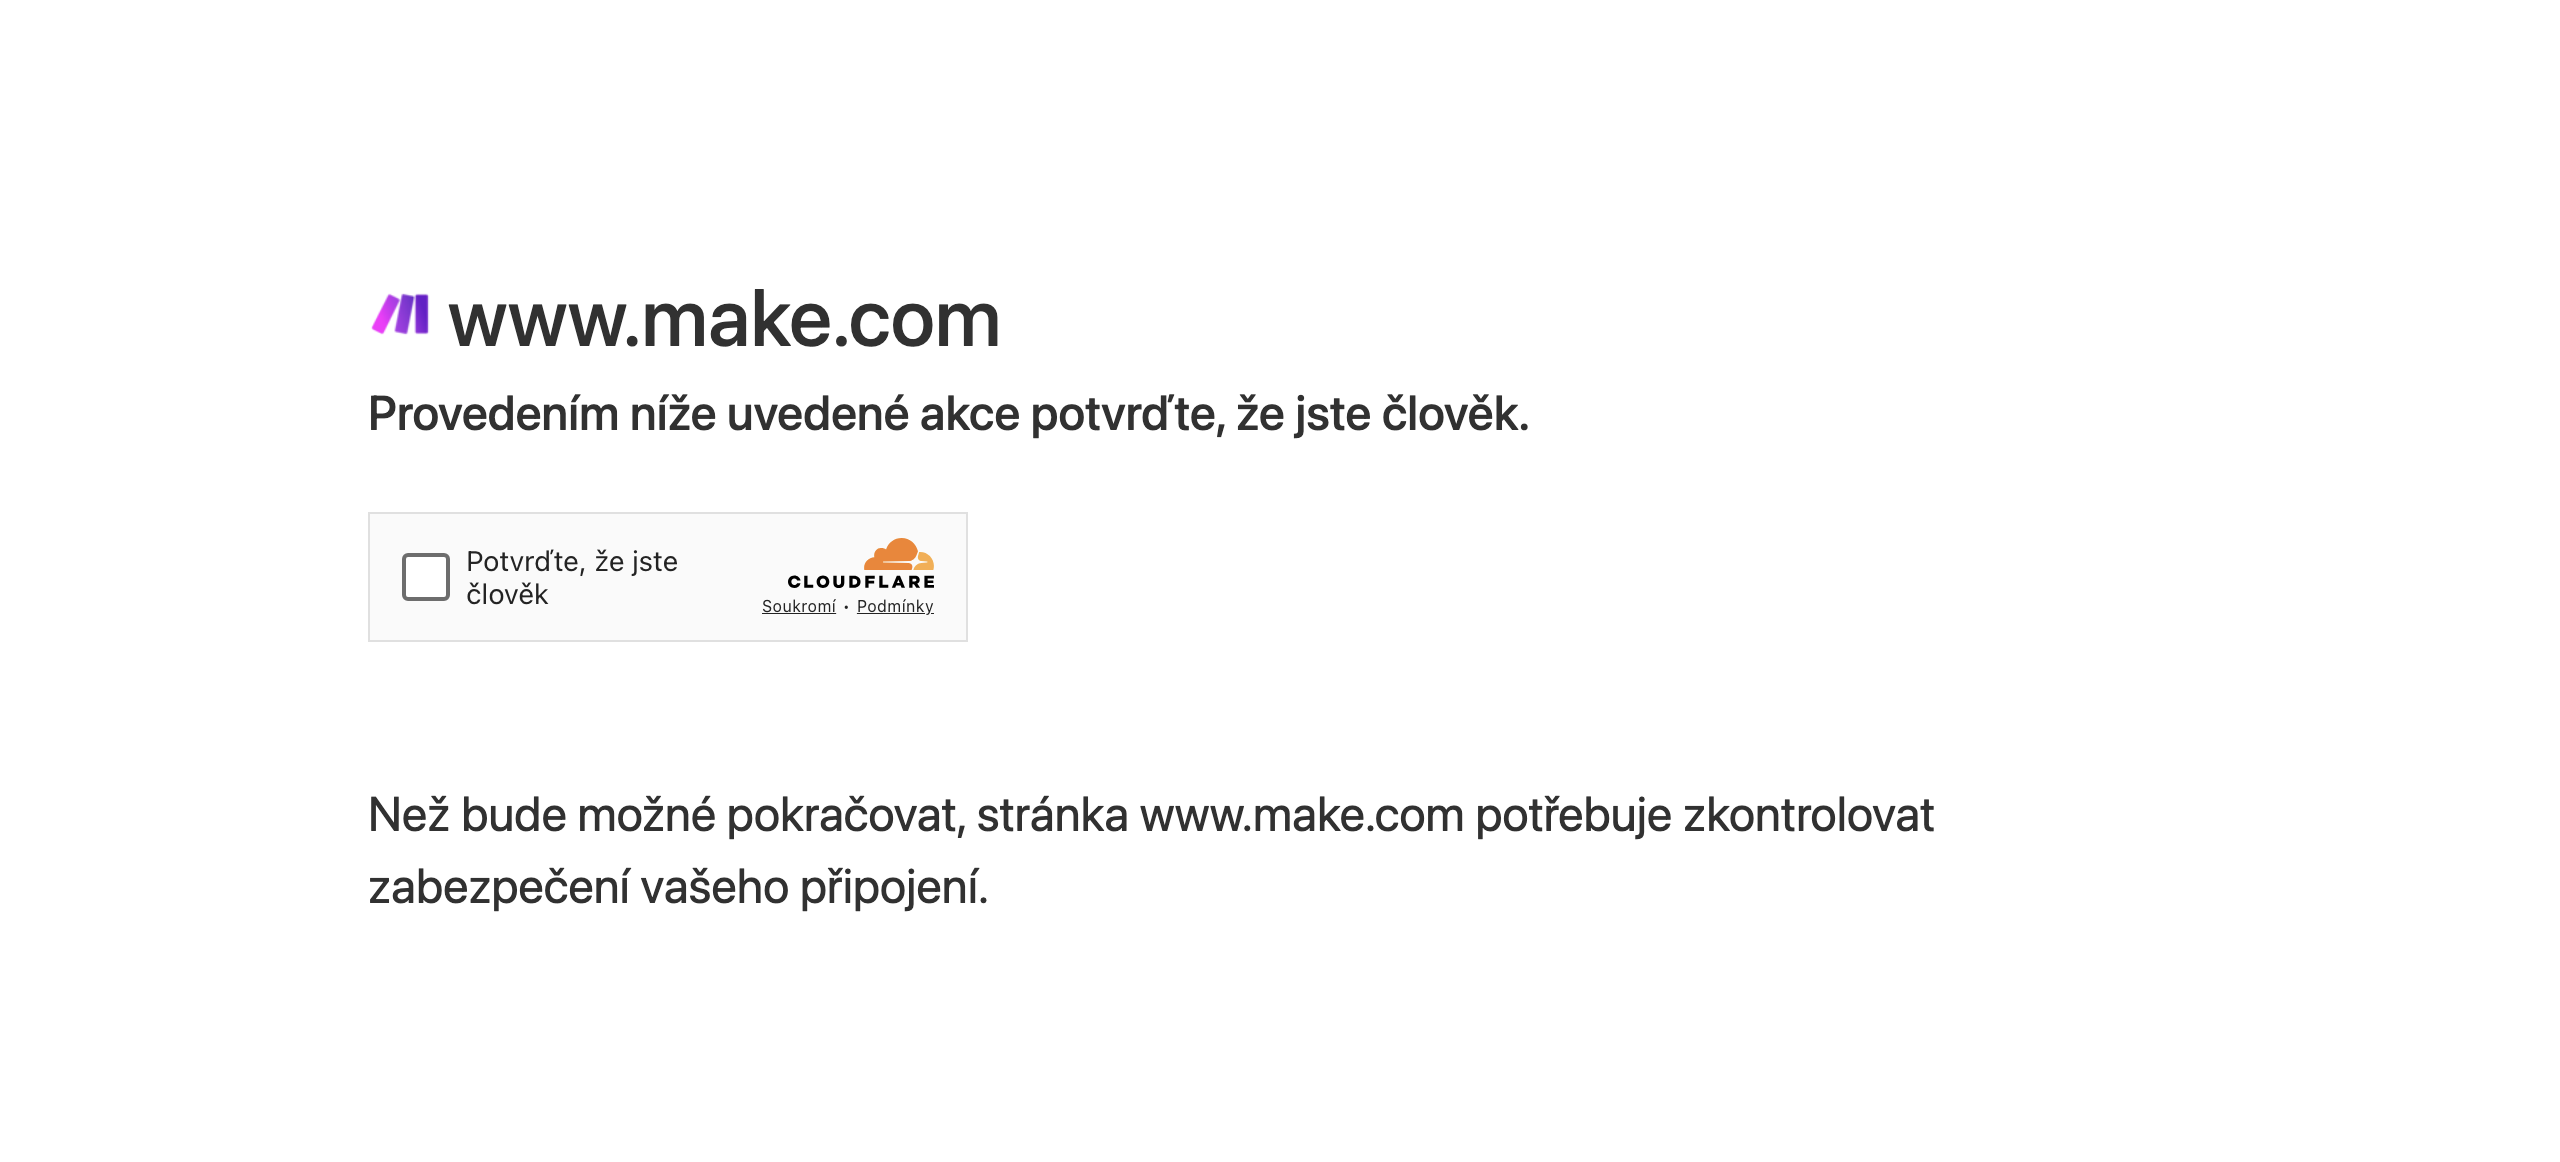 www.make.com
Provedením níže uvedené akce potvrďte, že jste člověk.
Potvrďte, že jste
člověk
CLOUDFLARE
Soukromí • Podmínky
Než bude možné pokračovat, stránka www.make.com potřebuje zkontrolovat
zabezpečení vašeho připojení.